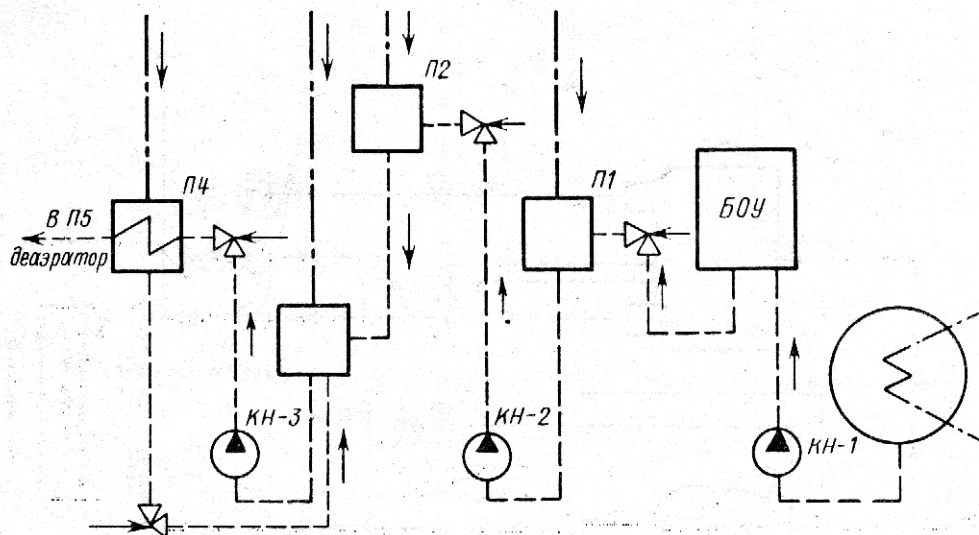 П2
П4
П1
БОУ
В П5
деаэратор
КН-3
КН-2
КН-1